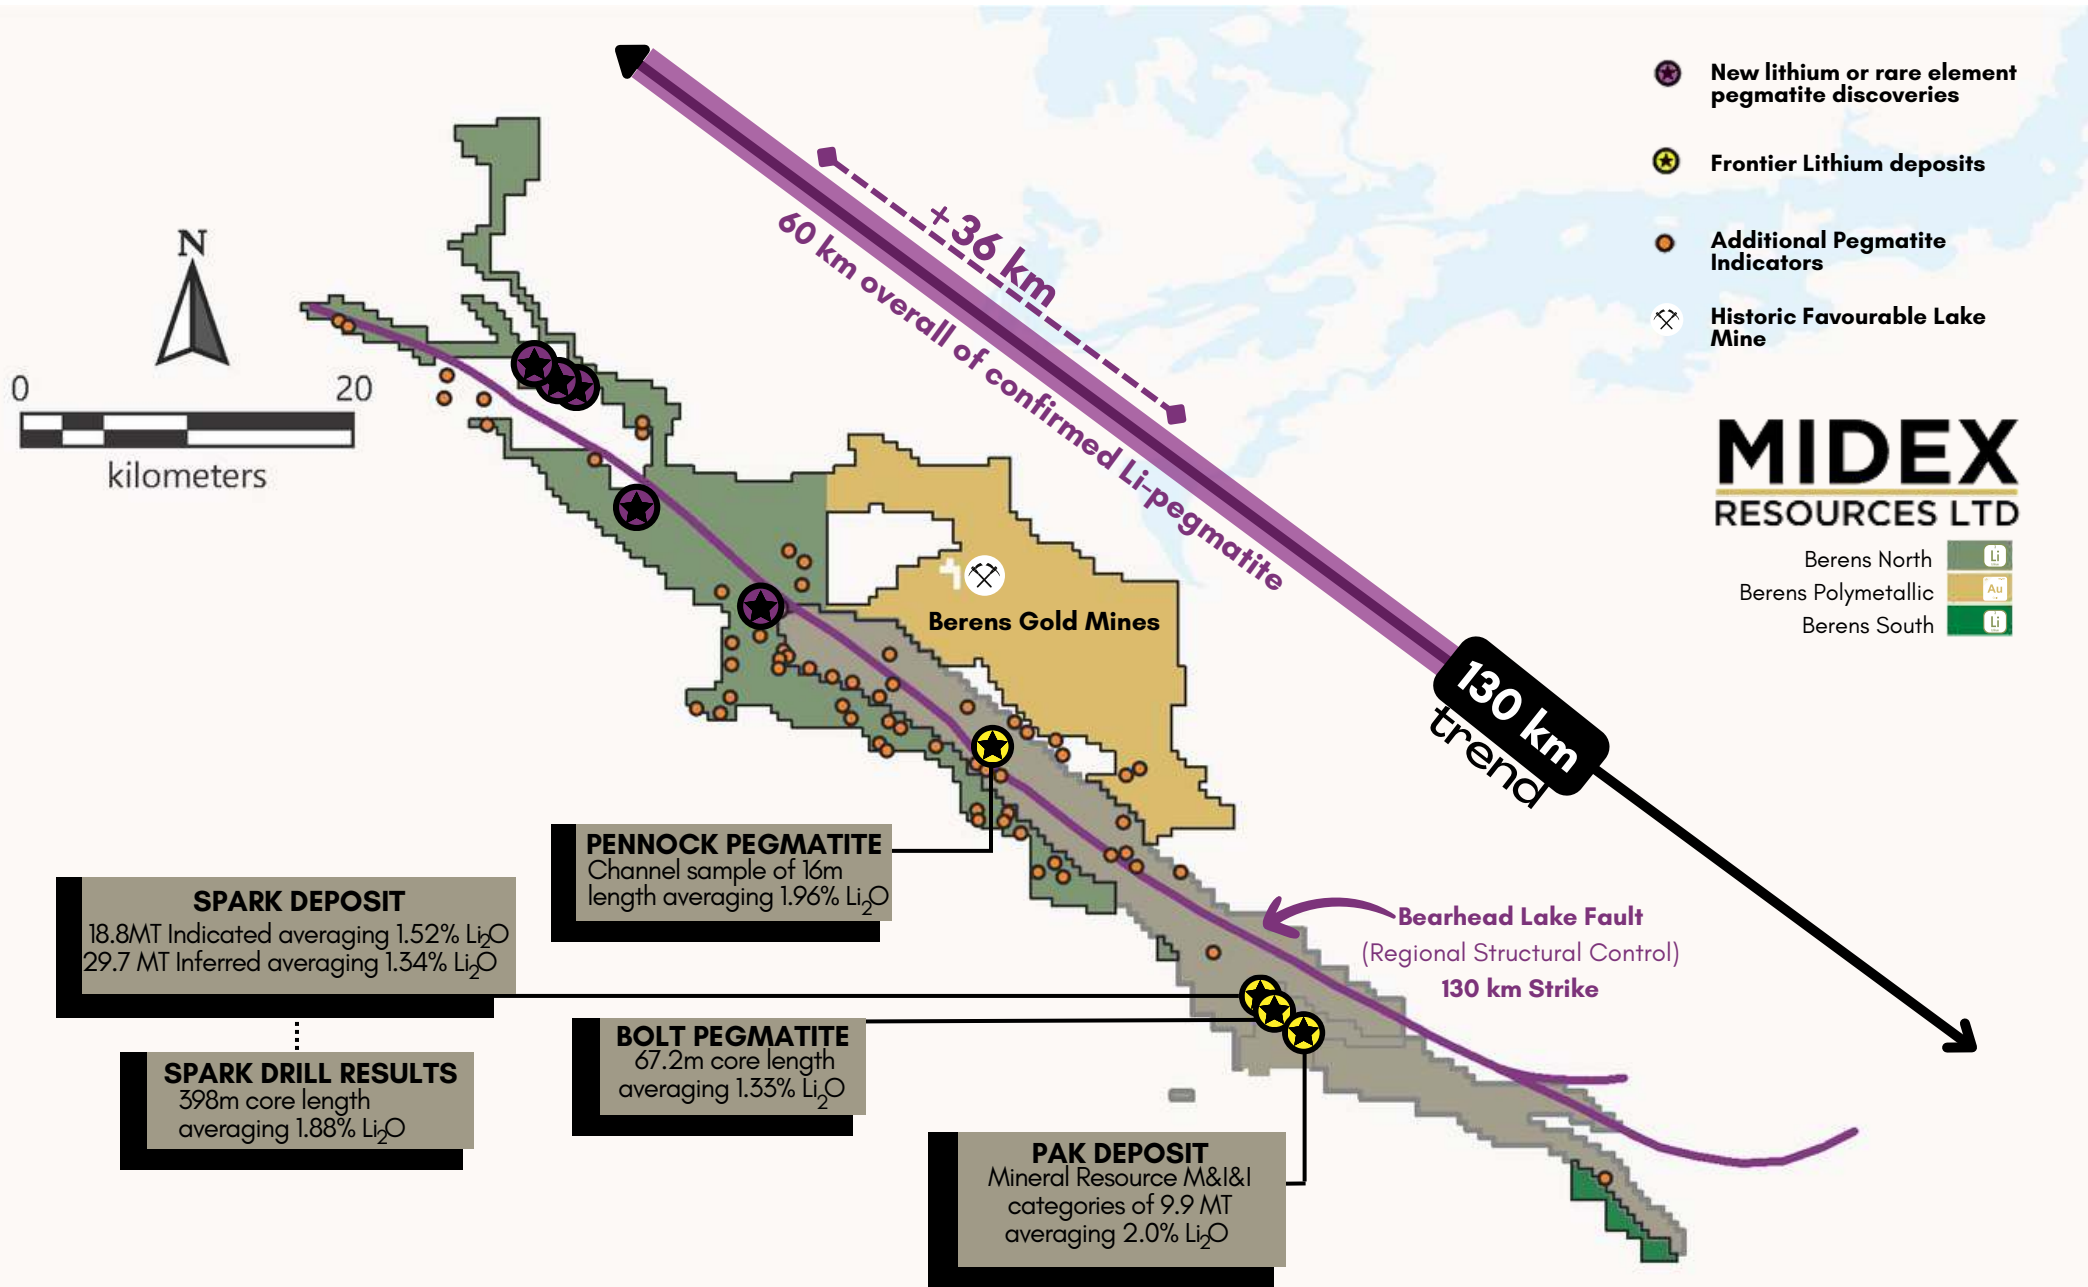 New lithium or rare element
pegmatite discoveries
Frontier Lithium deposits
Additional Pegmatite
Indicators
Historic Favourable Lake
Mine
MIDEX
RESOURCES LTD
Berens North
Li
Berens Polymetallic
Au
Berens South
Li
N
0
20
kilometers
+36 km
60 km overall of confirmed Li-pegmatite
130 km
trend
Berens Gold Mines
PENNOCK PEGMATITE
Channel sample of 16m
length averaging 1.96% Li₂O
SPARK DEPOSIT
18.8MT Indicated averaging 1.52% Li₂O
29.7 MT Inferred averaging 1.34% Li₂O
SPARK DRILL RESULTS
398m core length
averaging 1.88% Li₂O
BOLT PEGMATITE
67.2m core length
averaging 1.33% Li₂O
PAK DEPOSIT
Mineral Resource M&I&I
categories of 9.9 MT
averaging 2.0% Li₂O
Bearhead Lake Fault
(Regional Structural Control)
130 km Strike